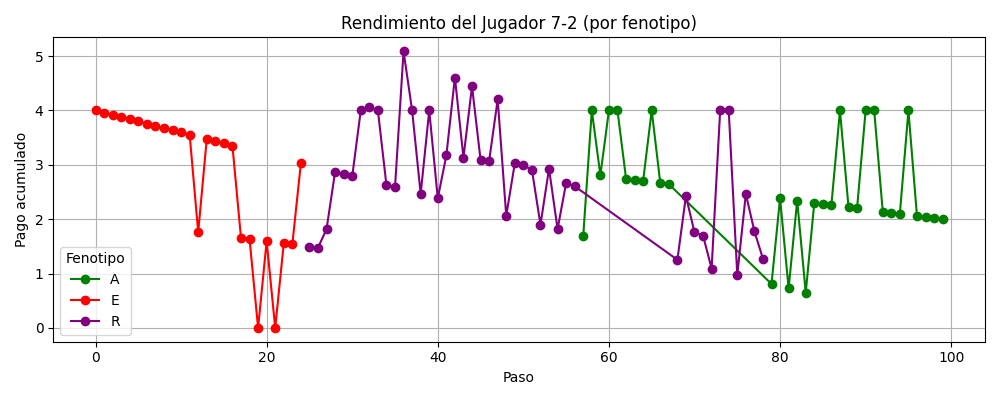 Rendimiento del Jugador 7-2 (por fenotipo)
Pago acumulado
5
4
3
2
1
0
Fenotipo
A
E
R
0 20 40 60 80 100
Paso